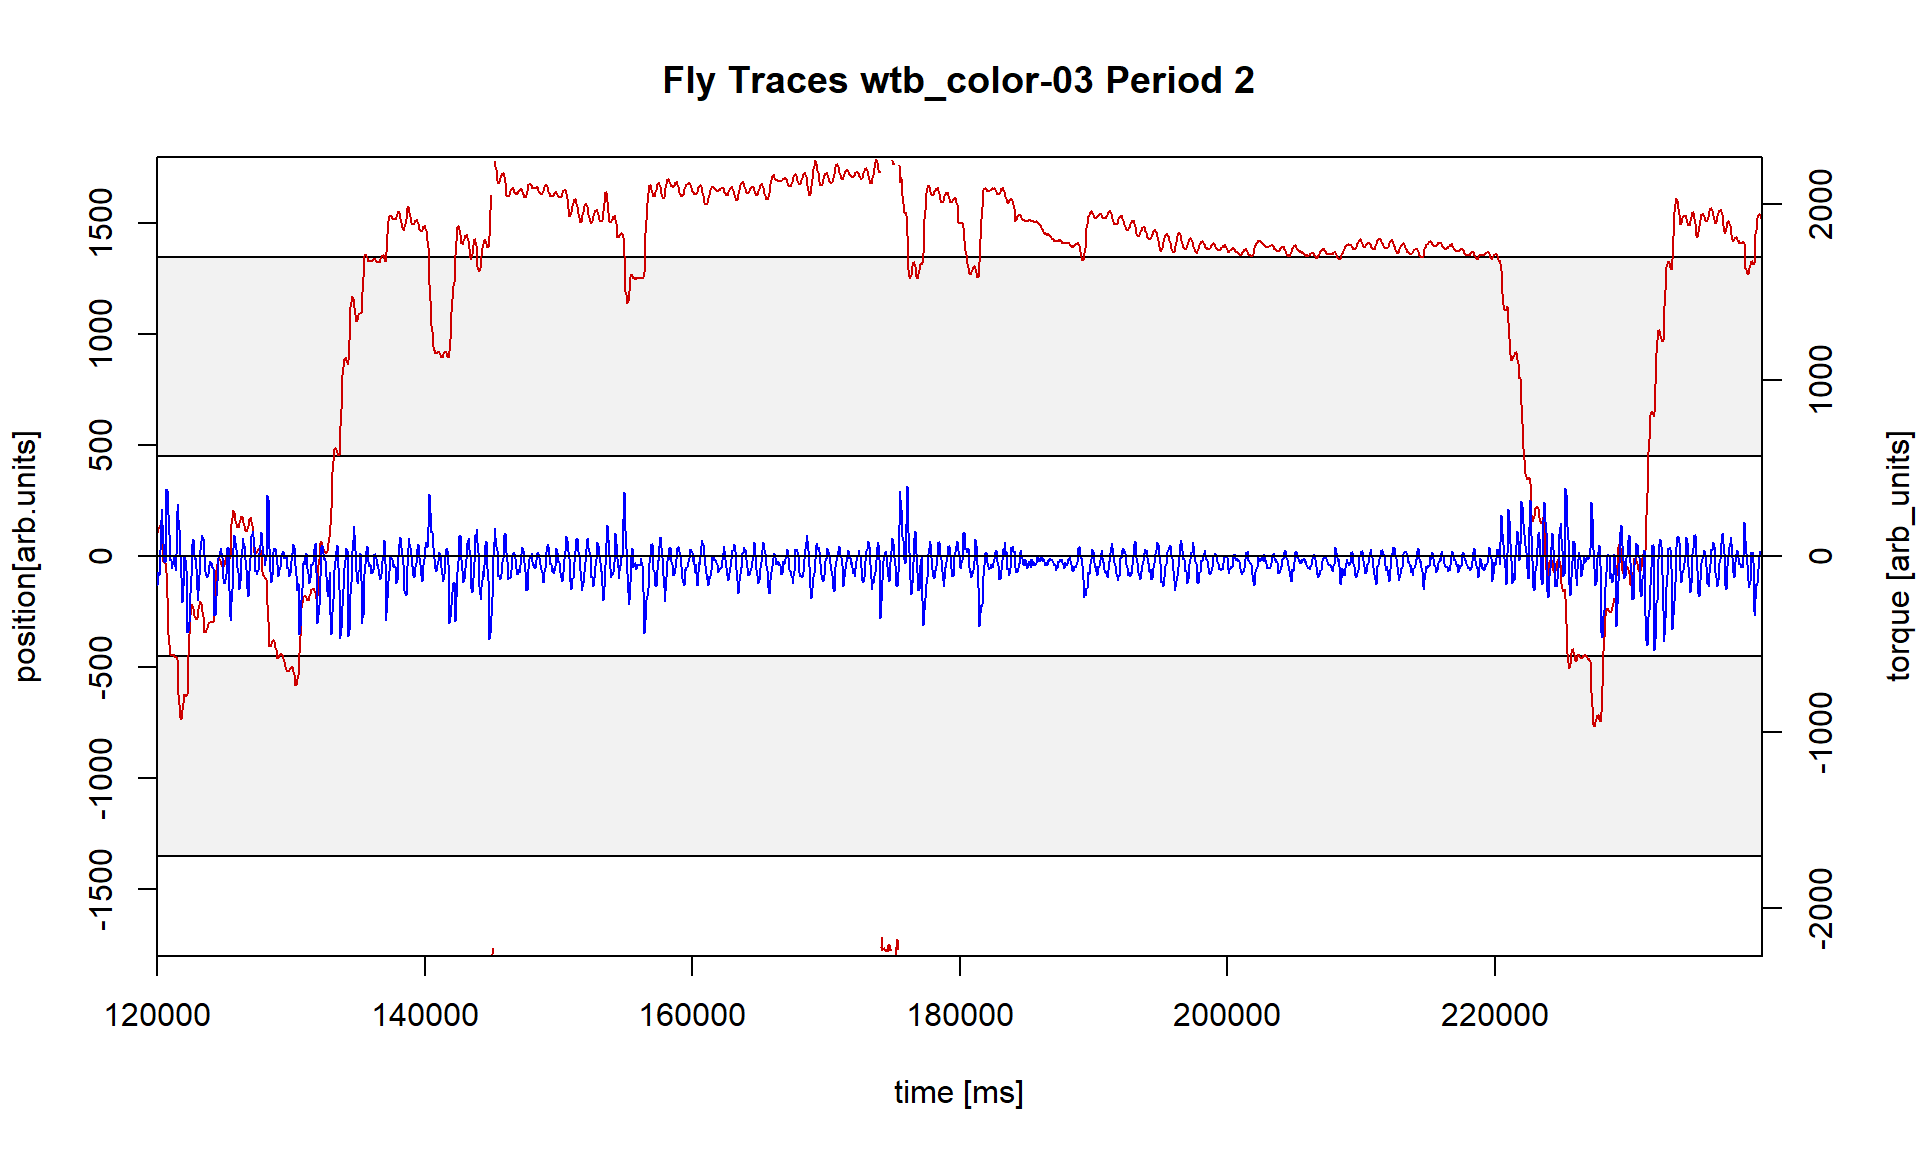 Fly Traces wtb_color-03 Period 2
position[arb.units]
1500
1000
500
0
-500
-1000
-1500
2000
1000
0
-1000
-2000
torque [arb_units]
120000 140000 160000 180000 200000 220000
time [ms]